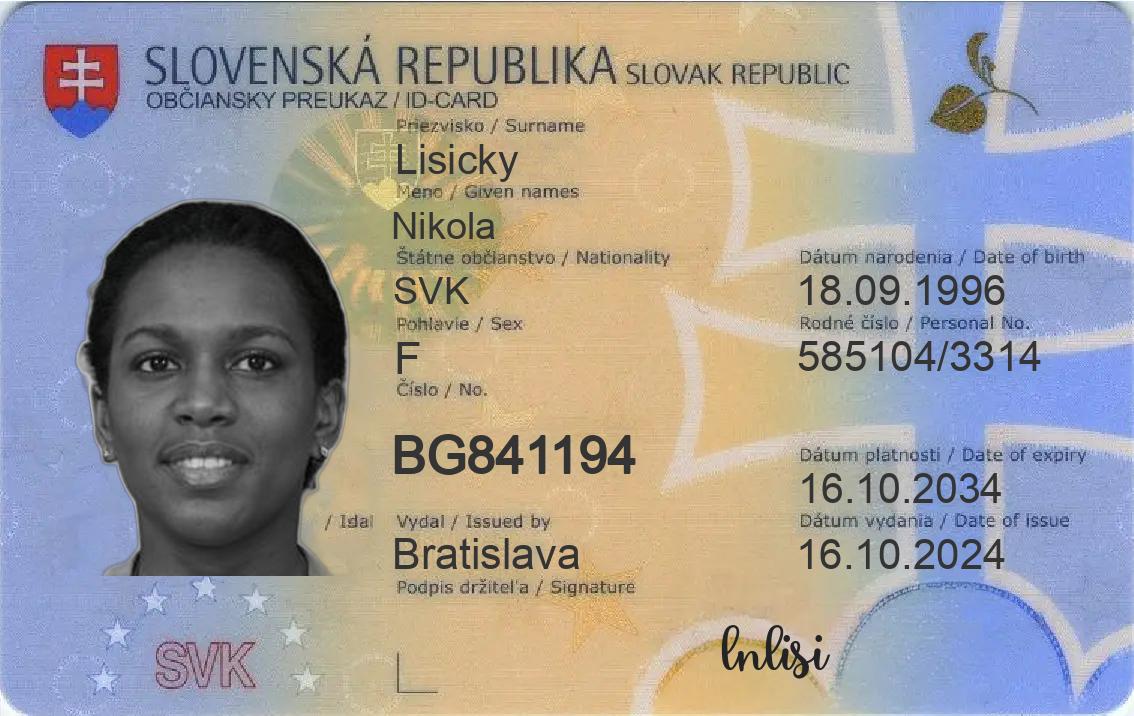 SLOVENSKÁ REPUBLIKA SLOVAK REPUBLIC
OBČIANSKY PREUKAZ / ID-CARD
Priezvisko / Surname
Lisicky
Meno / Given names
Nikola
Štátne občianstvo / Nationality
Dátum narodenia / Date of birth
SVK
18.09.1996
Pohlavie / Sex
Rodné číslo / Personal No.
F
585104/3314
Číslo / No.
BG841194
Dátum platnosti / Date of expiry
16.10.2034
/ Isdal Vydal / Issued by
Dátum vydania / Date of issue
Bratislava
16.10.2024
Podpis držiteľa / Signature
lnlisi
SVK